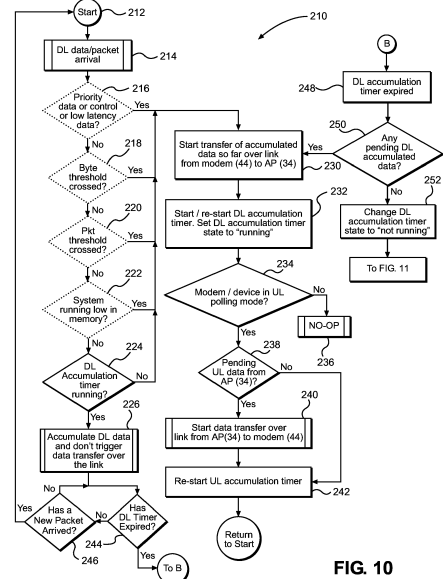 Start
212
210
DL data/packet
arrival
214
Priority
data or control
or low latency
data?
216
Yes
No
Byte
threshold
crossed?
218
Yes
No
Pkt
threshold
crossed?
220
Yes
No
System
running low in
memory?
222
Yes
No
DL
Accumulation
timer
running?
224
No
Yes
Accumulate DL data
and don't trigger
data transfer over
the link
226
Has a
New Packet
Arrived?
246
Yes
No
Has
DL Timer
Expired?
244
No
Yes
To B
Start transfer of accumulated
data so far over link
from modem (44) to AP (34)
230
Start / re-start DL accumulation
timer. Set DL accumulation timer
state to "running"
232
Modem / device in UL
polling mode?
234
No
NO-OP
236
Yes
Pending
UL data from
AP (34)?
238
No
Yes
Start data transfer over
link from AP(34) to modem (44)
240
Re-start UL accumulation timer
242
Return
to Start
B
DL accumulation
timer expired
248
Any
pending DL
accumulated
data?
250
Yes
No
Change DL
accumulation timer
state to "not running"
252
To FIG. 11
FIG. 10